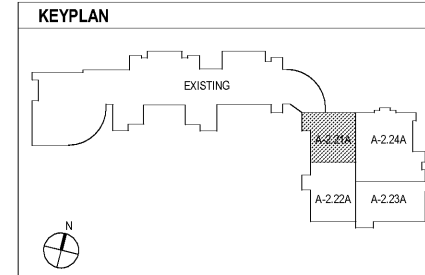 KEYPLAN
EXISTING
A-2.21A
A-2.24A
A-2.22A
A-2.23A
N